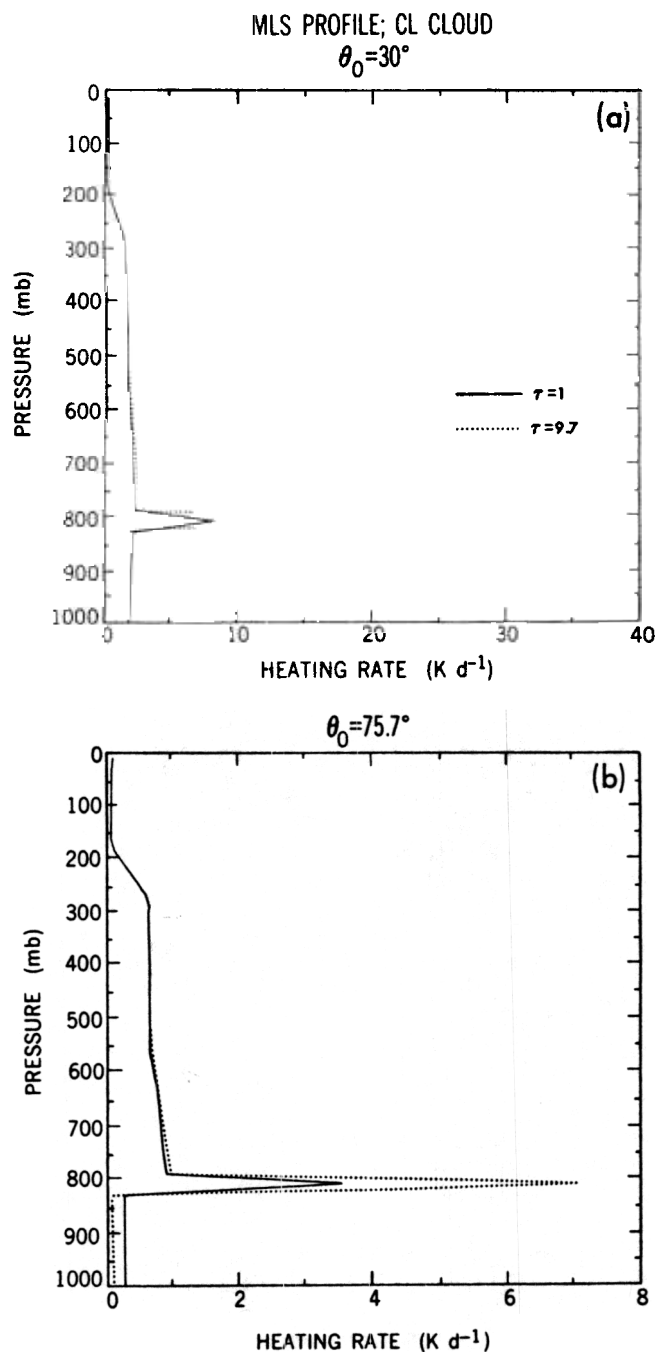 MLS PROFILE; CL CLOUD
θ₀=30°
(a)
0
100
200
300
400
500
600
700
800
900
1000
PRESSURE (mb)
τ=1
τ=9.7
0 10 20 30 40
HEATING RATE (K d⁻¹)
θ₀=75.7°
(b)
0
100
200
300
400
500
600
700
800
900
1000
PRESSURE (mb)
0 2 4 6 8
HEATING RATE (K d⁻¹)